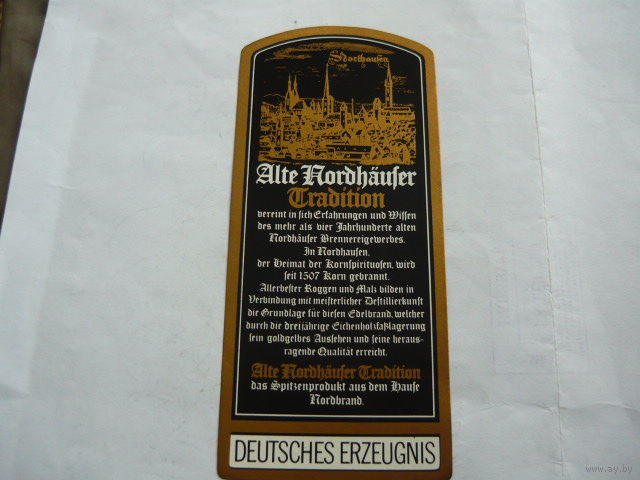 Nordhausen
Alte Nordhäuser
Tradition
vereint in sich Erfahrungen und Wissen
des mehr als vier Jahrhunderte alten
Nordhäuser Brennereigewerbes.
In Nordhausen,
der Heimat der Kornspirituosen, wird
seit 1507 Korn gebrannt.
Allerbester Roggen und Malz bilden in
Verbindung mit meisterlicher Destillierkunst
die Grundlage für diesen Edelbrand, welcher
durch die dreijährige Eichenholzfaßlagerung
sein goldgelbes Aussehen und seine heraus-
ragende Qualität erreicht.
Alte Nordhäuser Tradition
das Spitzenprodukt aus dem Hause
Nordbrand.
DEUTSCHES ERZEUGNIS
www.ay.by